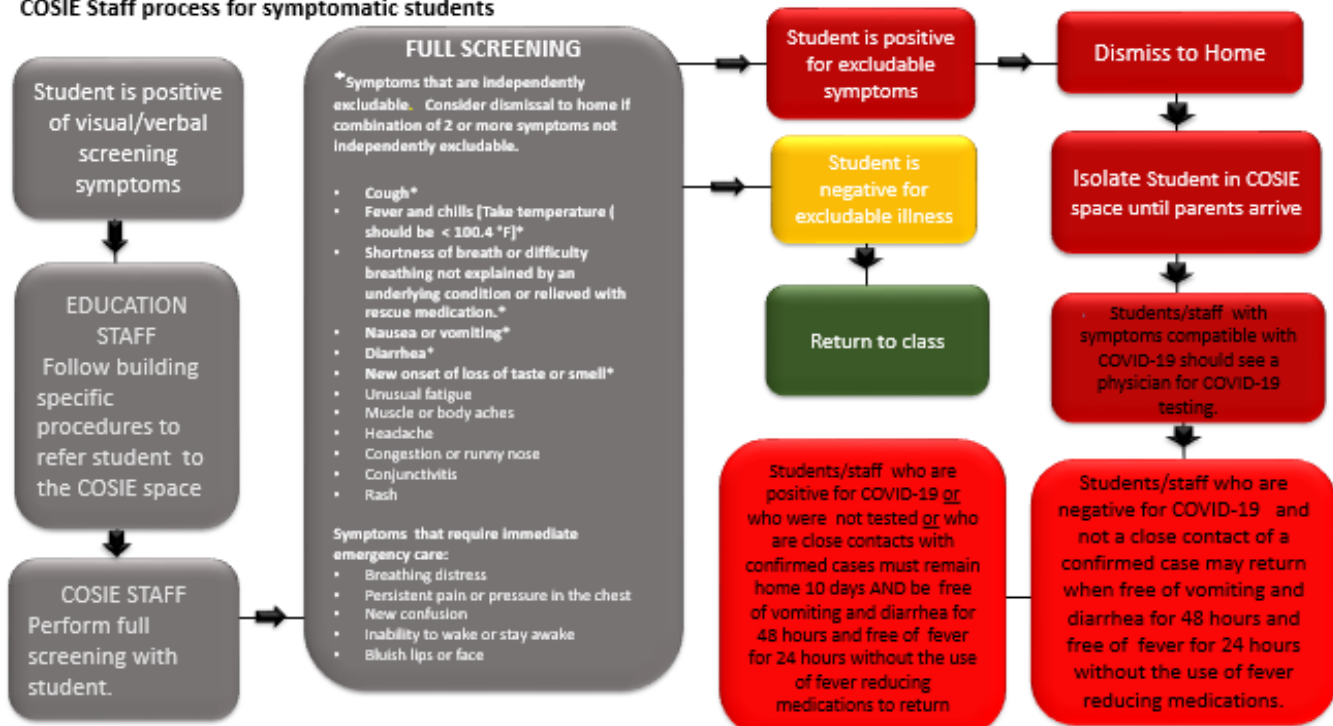 COSIE Staff process for symptomatic students
Student is positive
of visual/verbal
screening
symptoms
EDUCATION
STAFF
Follow building
specific
procedures to
refer student to
the COSIE space
COSIE STAFF
Perform full
screening with
student.
FULL SCREENING
*Symptoms that are independently
excludable. Consider dismissal to home if
combination of 2 or more symptoms not
independently excludable.
• Cough*
• Fever and chills [Take temperature (
should be < 100.4 °F]*
• Shortness of breath or difficulty
breathing not explained by an
underlying condition or relieved with
rescue medication.*
• Nausea or vomiting*
• Diarrhea*
• New onset of loss of taste or smell*
• Unusual fatigue
• Muscle or body aches
• Headache
• Congestion or runny nose
• Conjunctivitis
• Rash
Symptoms that require immediate
emergency care:
• Breathing distress
• Persistent pain or pressure in the chest
• New confusion
• Inability to wake or stay awake
• Bluish lips or face
Student is positive
for excludable
symptoms
Dismiss to Home
Student is
negative for
excludable illness
Return to class
Isolate Student in COSIE
space until parents arrive
Students/staff with
symptoms compatible with
COVID-19 should see a
physician for COVID-19
testing.
Students/staff who are
negative for COVID-19 and
not a close contact of a
confirmed case may return
when free of vomiting and
diarrhea for 48 hours and
free of fever for 24 hours
without the use of fever
reducing medications.
Students/staff who are
positive for COVID-19 or
who were not tested or who
are close contacts with
confirmed cases must remain
home 10 days AND be free
of vomiting and diarrhea for
48 hours and free of fever
for 24 hours without the use
of fever reducing
medications to return